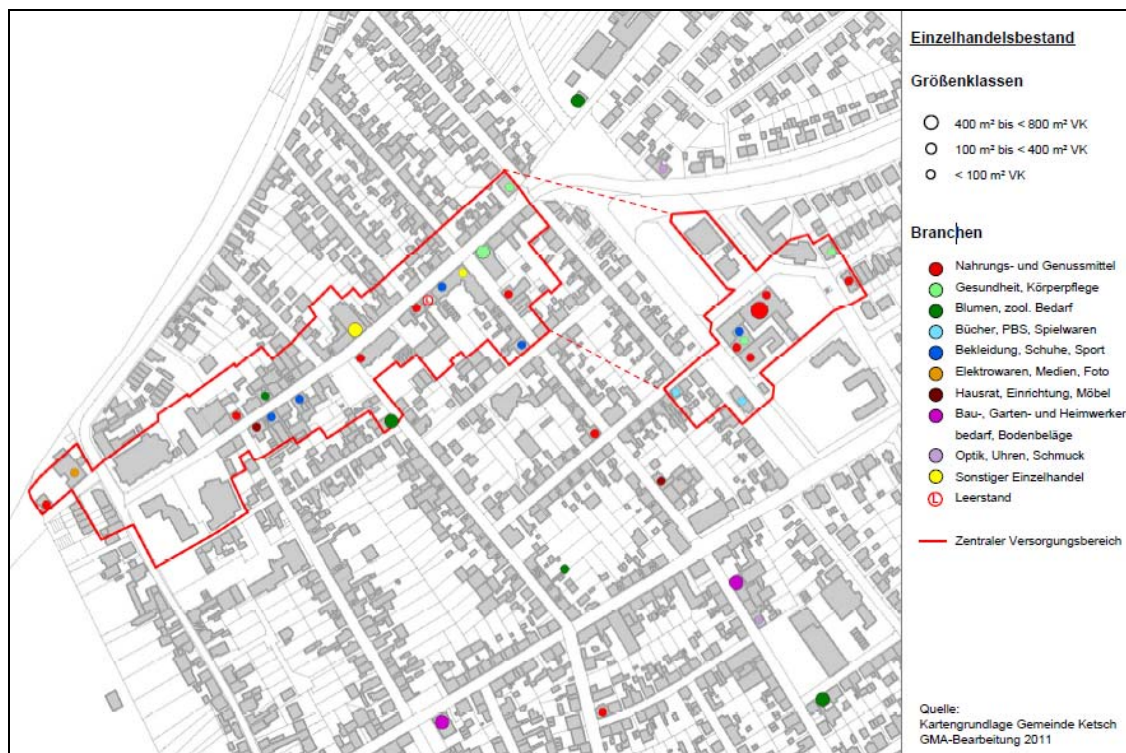 Einzelhandelsbestand
Größenklassen
400 m² bis < 800 m² VK
100 m² bis < 400 m² VK
< 100 m² VK
Branchen
Nahrungs- und Genussmittel
Gesundheit, Körperpflege
Blumen, zool. Bedarf
Bücher, PBS, Spielwaren
Bekleidung, Schuhe, Sport
Elektrowaren, Medien, Foto
Hausrat, Einrichtung, Möbel
Bau-, Garten- und Heimwerker
bedarf, Bodenbeläge
Optik, Uhren, Schmuck
Sonstiger Einzelhandel
L Leerstand
Zentraler Versorgungsbereich
L
Quelle:
Kartengrundlage Gemeinde Ketsch
GMA-Bearbeitung 2011